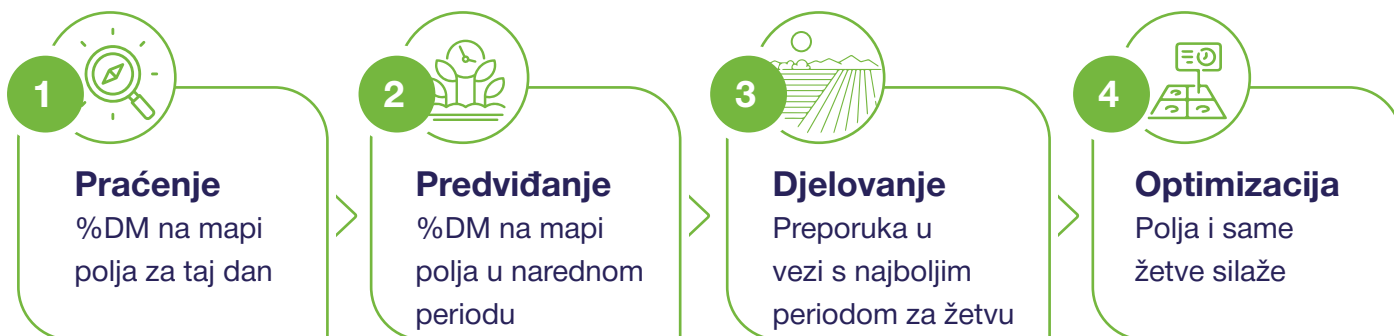 1
Praćenje
%DM na mapi
polja za taj dan
2
Predviđanje
%DM na mapi
polja u narednom
periodu
3
Djelovanje
Preporuka u
vezi s najboljim
periodom za žetvu
4
Optimizacija
Polja i same
žetve silaže